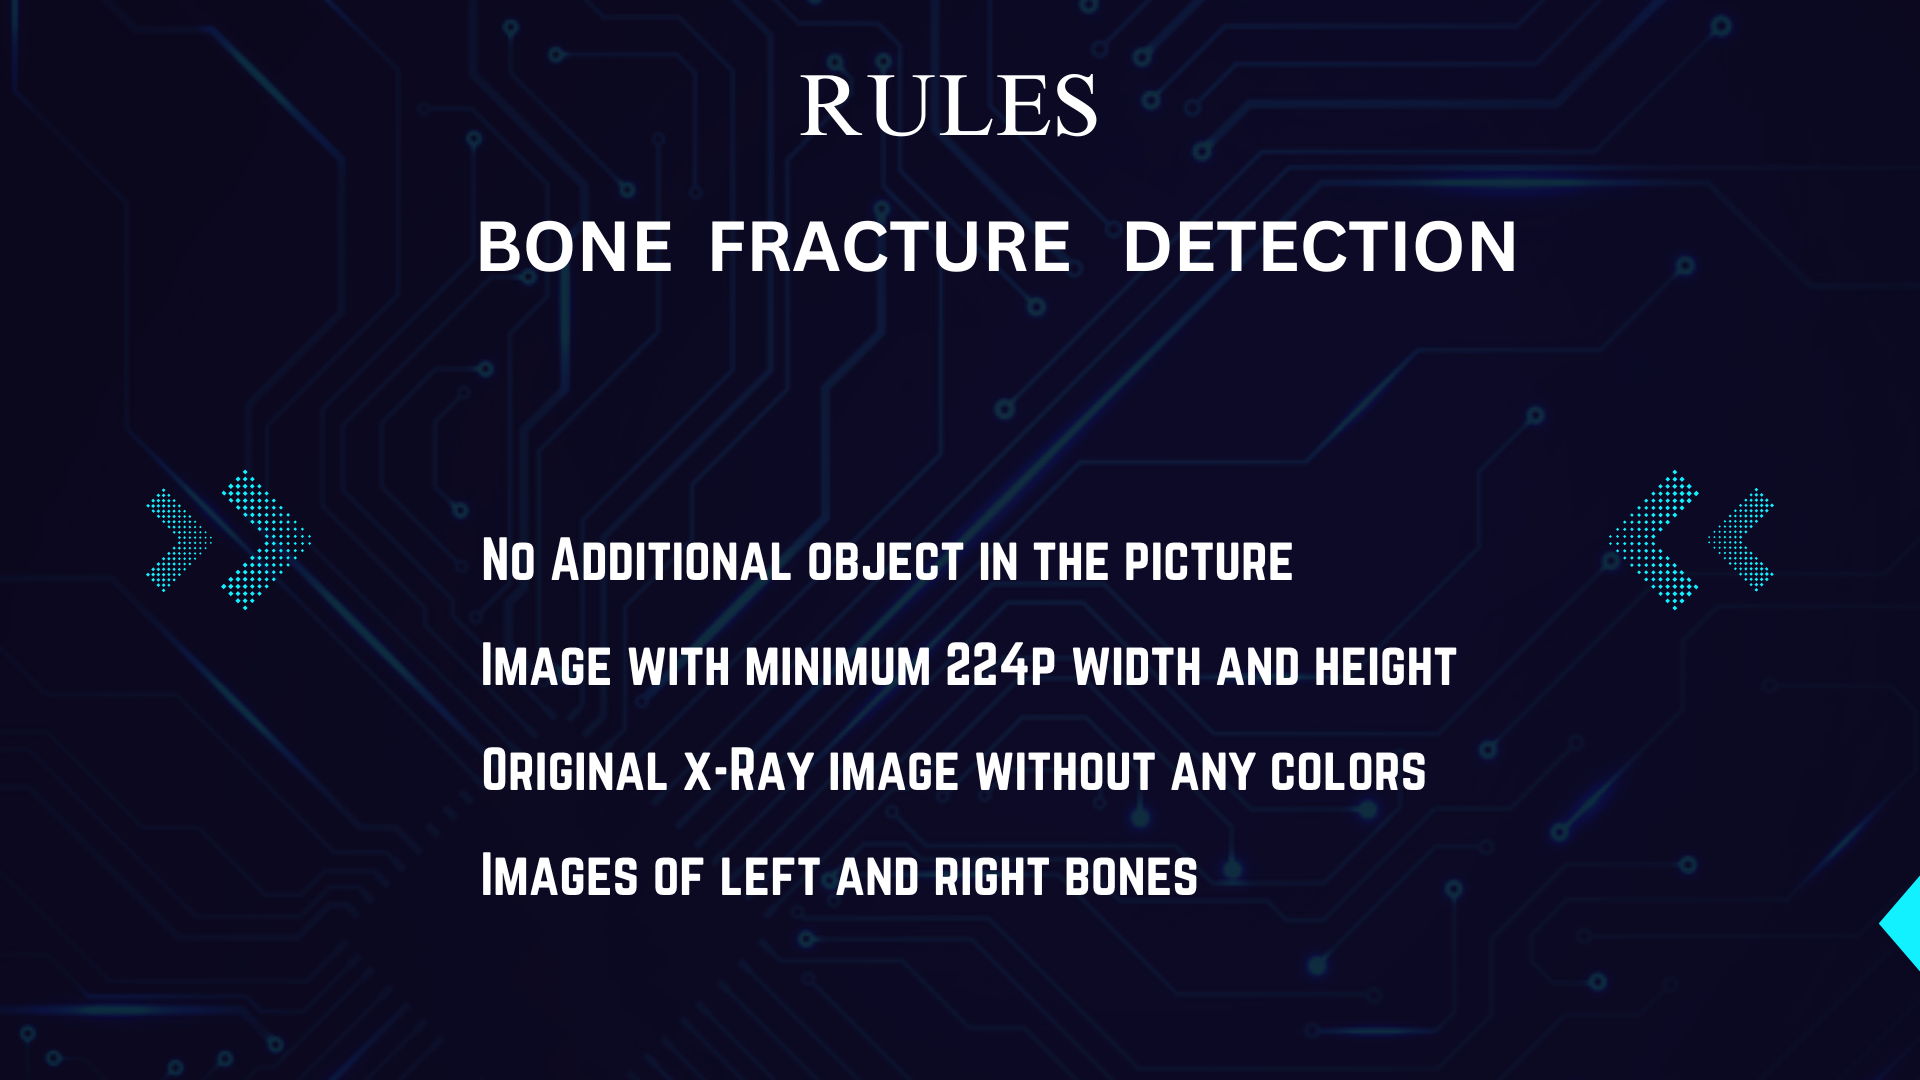 RULES
BONE FRACTURE DETECTION
No Additional object in the picture
Image with minimum 224p width and height
Original x-Ray image without any colors
Images of left and right bones